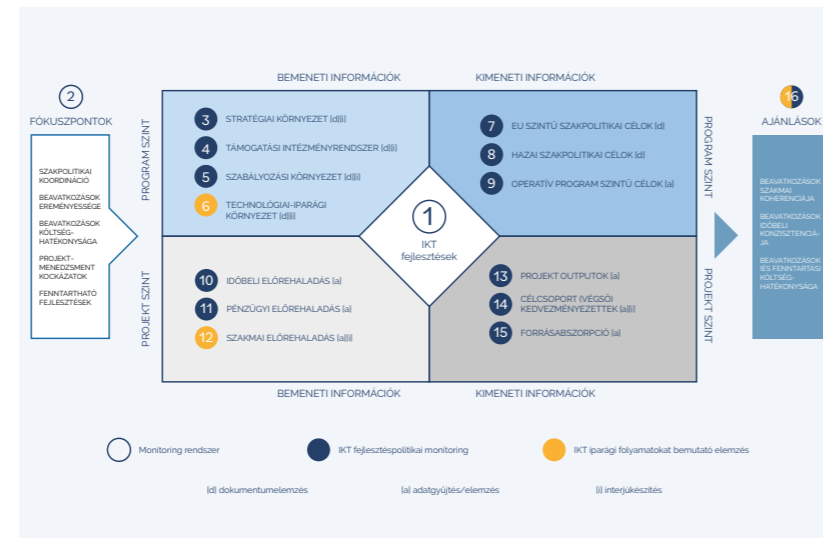 BEMENETI INFORMÁCIÓK
KIMENETI INFORMÁCIÓK
2
FÓKUSZPONTOK
SZAKPOLITIKAI
KOORDINÁCIÓ
BEAVATKOZÁSOK
EREMÉNYESSÉGE
BEAVATKOZÁSOK
KÖLTSÉG-
HATÉKONYSÁGA
PROJEKT-
MENEDZSMENT
KOCKÁZATOK
FENNTARTHATÓ
FEJLESZTÉSEK
PROGRAM SZINT
PROJEKT SZINT
3 STRATÉGIAI KÖRNYEZET [d][i]
4 TÁMOGATÁSI INTÉZMÉNYRENDSZER [d][i]
5 SZABÁLYOZÁSI KÖRNYEZET [d][i]
6 TECHNOLÓGIAI-IPARÁGI
KÖRNYEZET [d][i]
7 EU SZINTŰ SZAKPOLITIKAI CÉLOK [d]
8 HAZAI SZAKPOLITIKAI CÉLOK [d]
9 OPERATÍV PROGRAM SZINTŰ CÉLOK [a]
1
IKT
fejlesztések
10 IDŐBELI ELŐREHALADÁS [a]
11 PÉNZÜGYI ELŐREHALADÁS [a]
12 SZAKMAI ELŐREHALADÁS [a][i]
13 PROJEKT OUTPUTOK [a]
14 CÉLCSOPORT (VÉGSŐ)
KEDVEZMÉNYEZETTEK [a][i]
15 FORRÁSABSZORPCIÓ [a]
PROGRAM SZINT
PROJEKT SZINT
16
AJÁNLÁSOK
BEAVATKOZÁSOK
SZAKMAI
KOHERENCIÁJA
BEAVATKOZÁSOK
IDŐBELI
KONZISZTENCIÁ-
JA
BEAVATKOZÁSOK
(ÉS FENNTARTÁSI)
KÖLTSÉG-
HATÉKONYSÁGA
BEMENETI INFORMÁCIÓK
KIMENETI INFORMÁCIÓK
Monitoring rendszer
IKT fejlesztéspolitikai monitoring
IKT iparági folyamatokat bemutató elemzés
[d] dokumentumelemzés
[a] adatgyűjtés/elemzés
[i] interjúkészítés